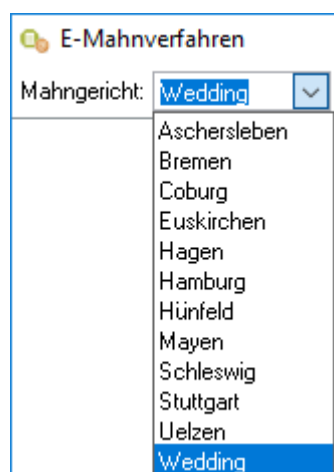 E-Mahnverfahren
Mahngericht: Wedding
Aschersleben
Bremen
Coburg
Euskirchen
Hagen
Hamburg
Hünfeld
Mayen
Schleswig
Stuttgart
Uelzen
Wedding